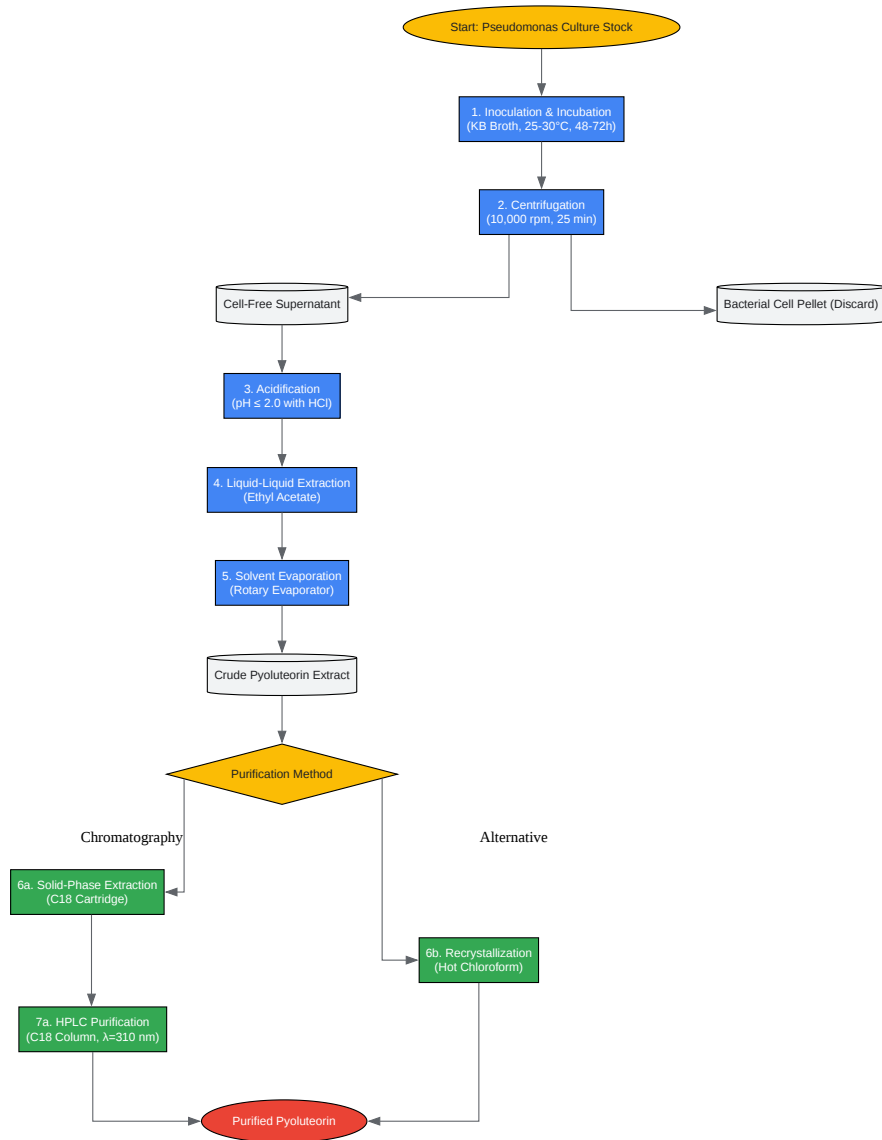 Start: Pseudomonas Culture Stock
1. Inoculation & Incubation
(KB Broth, 25-30°C, 48-72h)
2. Centrifugation
(10,000 rpm, 25 min)
Cell-Free Supernatant
Bacterial Cell Pellet (Discard)
3. Acidification
(pH ≤ 2.0 with HCl)
4. Liquid-Liquid Extraction
(Ethyl Acetate)
5. Solvent Evaporation
(Rotary Evaporator)
Crude Pyoluteorin Extract
Purification Method
Chromatography
Alternative
6a. Solid-Phase Extraction
(C18 Cartridge)
6b. Recrystallization
(Hot Chloroform)
7a. HPLC Purification
(C18 Column, λ=310 nm)
Purified Pyoluteorin